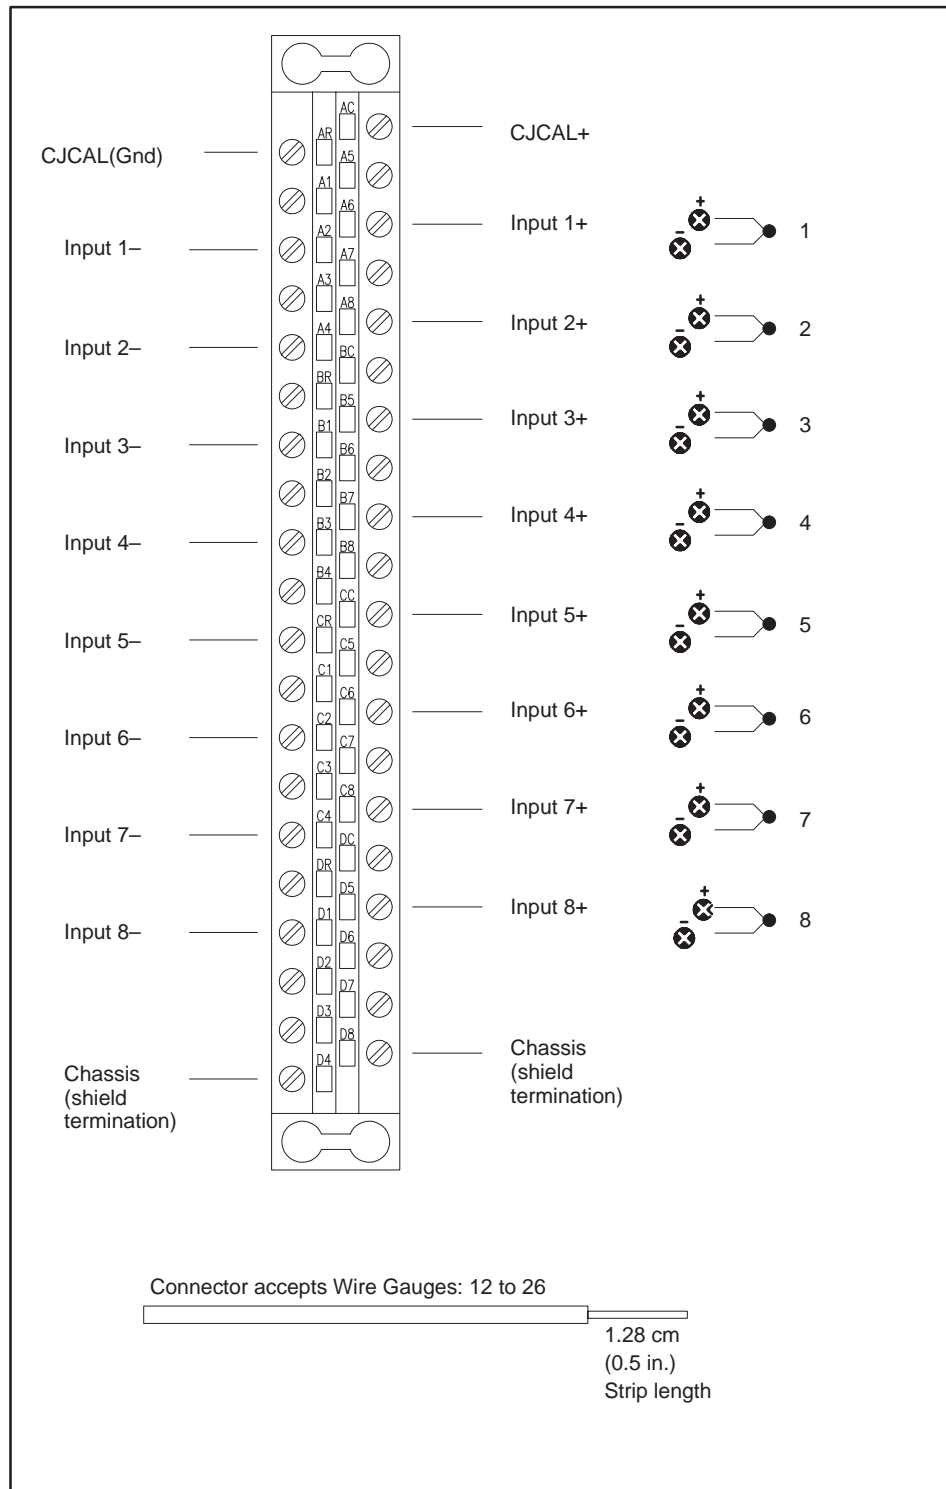 AC
CJCAL+
AR
CJCAL(Gnd)
A5
A1
A6
Input 1+
+
1
A2
Input 1–
–
A7
A3
A8
Input 2+
+
2
A4
Input 2–
–
BC
BR
B5
Input 3+
+
3
B1
Input 3–
–
B6
B2
B7
Input 4+
+
4
B3
Input 4–
–
B8
B4
CC
Input 5+
+
5
CR
Input 5–
–
C5
C1
C6
Input 6+
+
6
C2
Input 6–
–
C7
C3
C8
Input 7+
+
7
C4
Input 7–
–
DC
DR
D5
Input 8+
+
8
D1
Input 8–
–
D6
D2
D7
D3
D8
D4
Chassis
(shield
termination)
Chassis
(shield
termination)
Connector accepts Wire Gauges: 12 to 26
1.28 cm
(0.5 in.)
Strip length